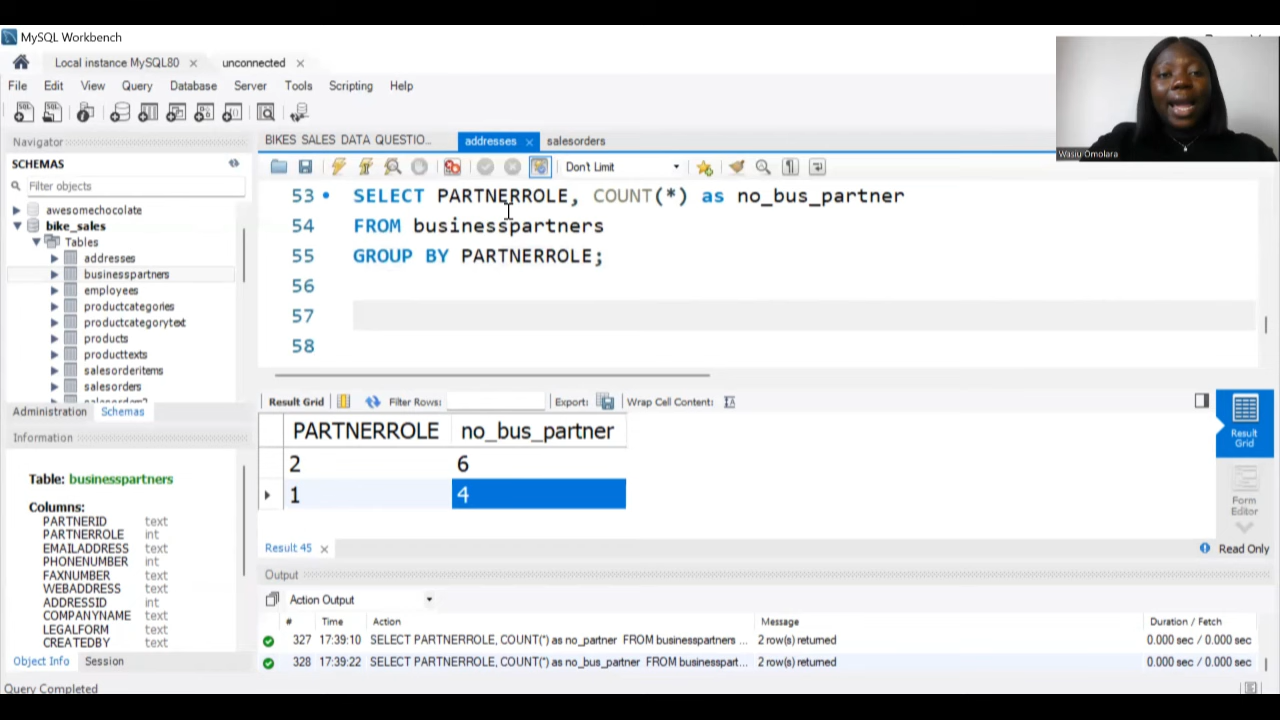 MySQL Workbench
Local instance MySQL80 × unconnected ×
File Edit View Query Database Server Tools Scripting Help
Wasiu Omolara
Navigator
SCHEMAS
Filter objects
awesomechocolate
bike_sales
Tables
addresses
businesspartners
employees
productcategories
productcategorytext
products
producttexts
salesorderitems
salesorders
Administration Schemas
Information
Table: businesspartners
Columns:
PARTNERID text
PARTNERROLE int
EMAILADDRESS text
PHONENUMBER int
FAXNUMBER text
WEBADDRESS text
ADDRESSID int
COMPANYNAME text
LEGALFORM text
CREATEDBY int
Object Info Session
Query Completed
BIKES SALES DATA QUESTIO... addresses × salesorders
Don't Limit
53 SELECT PARTNERROLE, COUNT(*) as no_bus_partner
54 FROM businesspartners
55 GROUP BY PARTNERROLE;
56
57
58
Result Grid Filter Rows: Export: Wrap Cell Content:
PARTNERROLE no_bus_partner
2 6
1 4
Result Grid
Form Editor
Result 45 × Read Only
Output
Action Output
# Time Action Message Duration / Fetch
327 17:39:10 SELECT PARTNERROLE, COUNT(*) as no_partner FROM businesspartners ... 2 row(s) returned 0.000 sec / 0.000 sec
328 17:39:22 SELECT PARTNERROLE, COUNT(*) as no_bus_partner FROM businesspart... 2 row(s) returned 0.000 sec / 0.000 sec